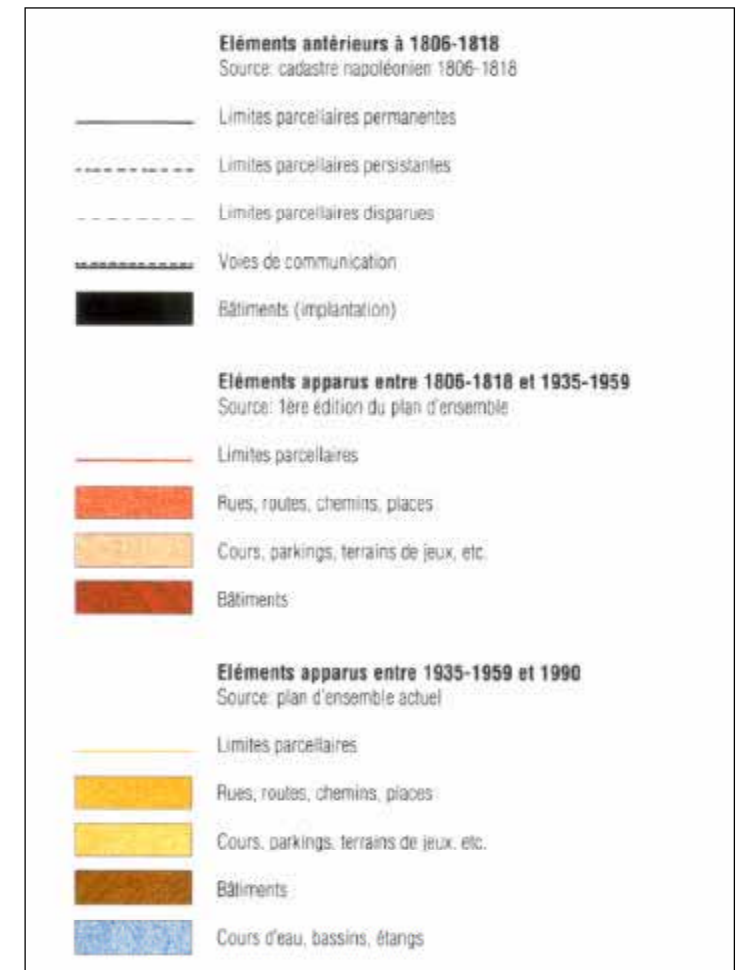 Eléments antérieurs à 1806-1818
Source: cadastre napoléonien 1806-1818
Limites parcellaires permanentes
Limites parcellaires persistantes
Limites parcellaires disparues
Voies de communication
Bâtiments (implantation)
Eléments apparus entre 1806-1818 et 1935-1959
Source: 1ère édition du plan d'ensemble
Limites parcellaires
Rues, routes, chemins, places
Cours, parkings, terrains de jeux, etc.
Bâtiments
Eléments apparus entre 1935-1959 et 1990
Source: plan d'ensemble actuel
Limites parcellaires
Rues, routes, chemins, places
Cours, parkings, terrains de jeux, etc.
Bâtiments
Cours d'eau, bassins, étangs